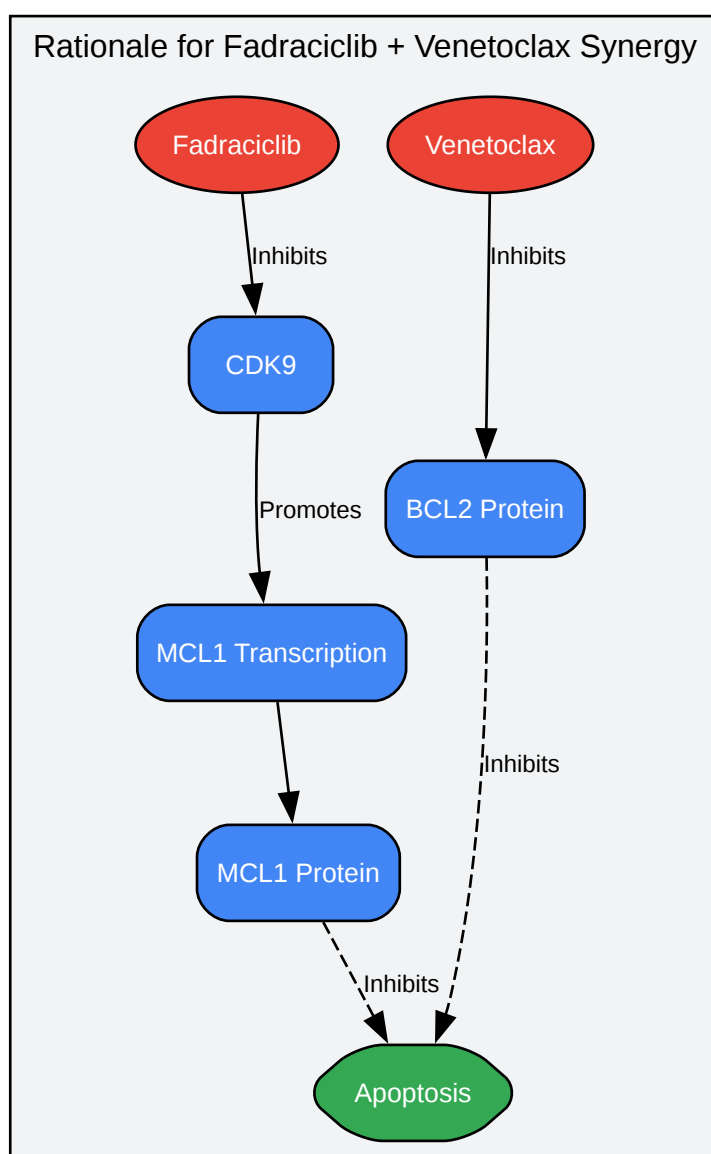 Rationale for Fadraciclib + Venetoclax Synergy
Fadraciclib
Venetoclax
Inhibits
Inhibits
CDK9
Promotes
BCL2 Protein
MCL1 Transcription
Inhibits
MCL1 Protein
Inhibits
Apoptosis